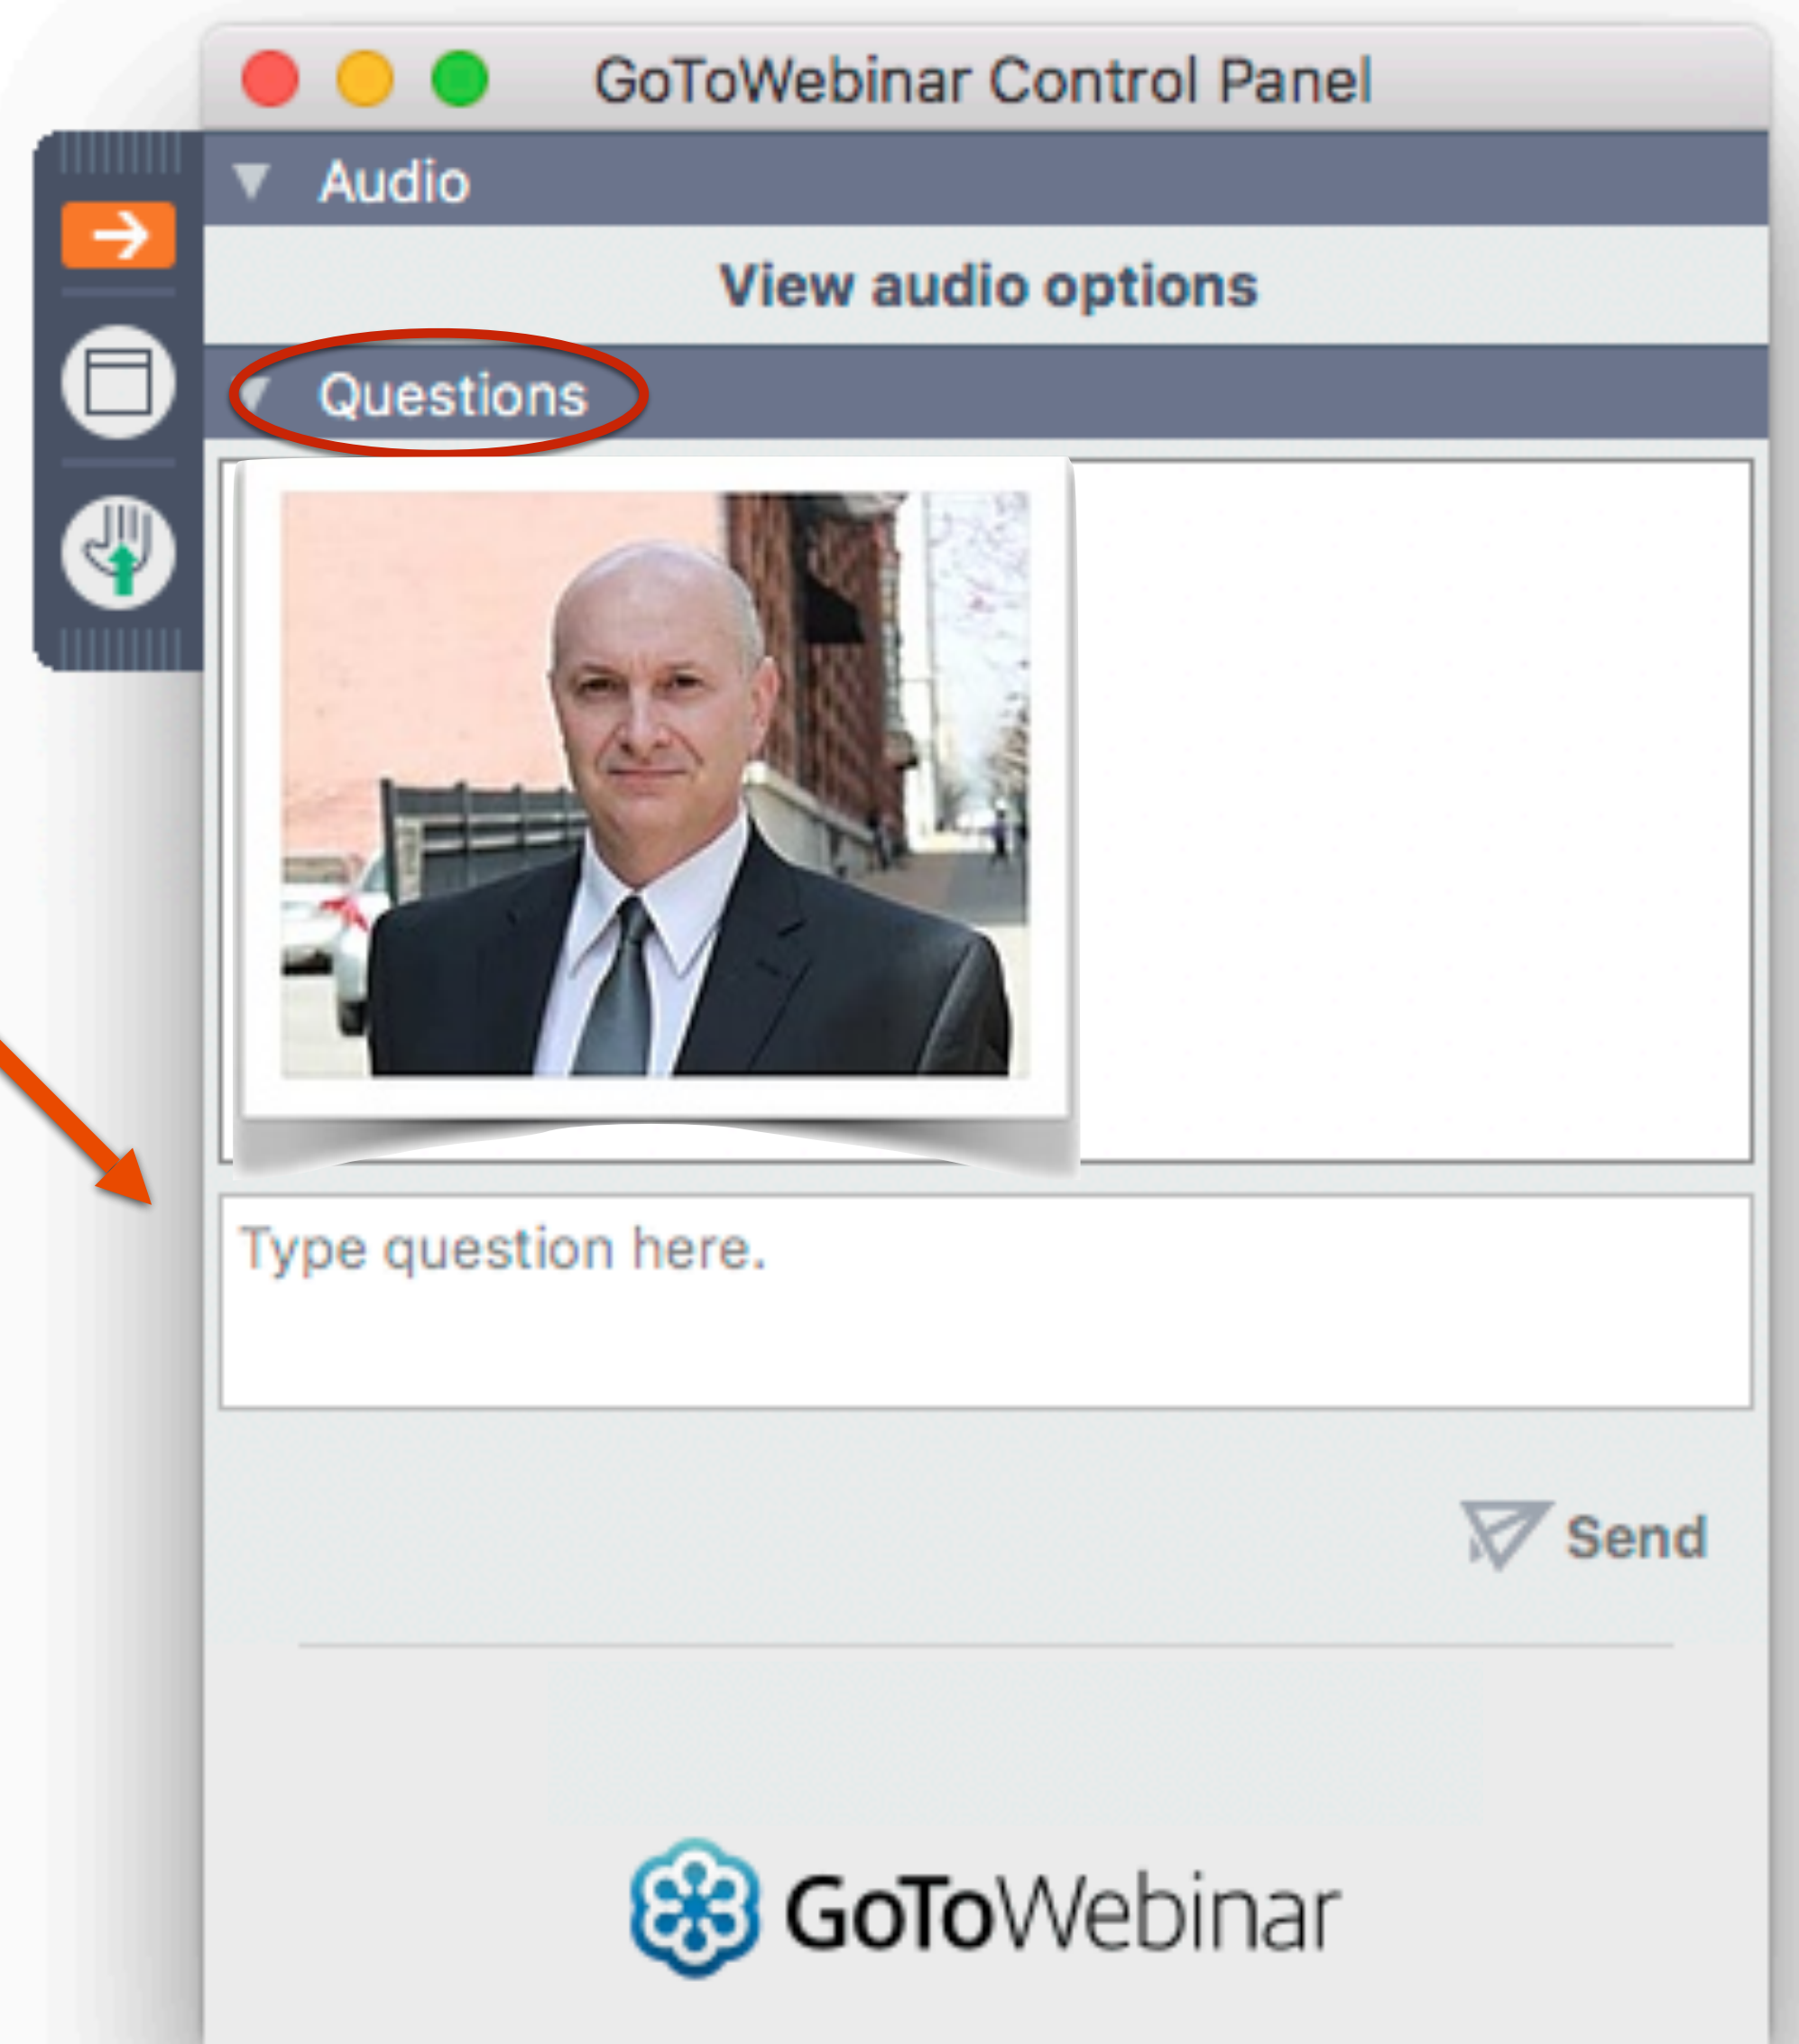 GoToWebinar Control Panel
Audio
View audio options
Questions
Type question here.
Send
GoToWebinar